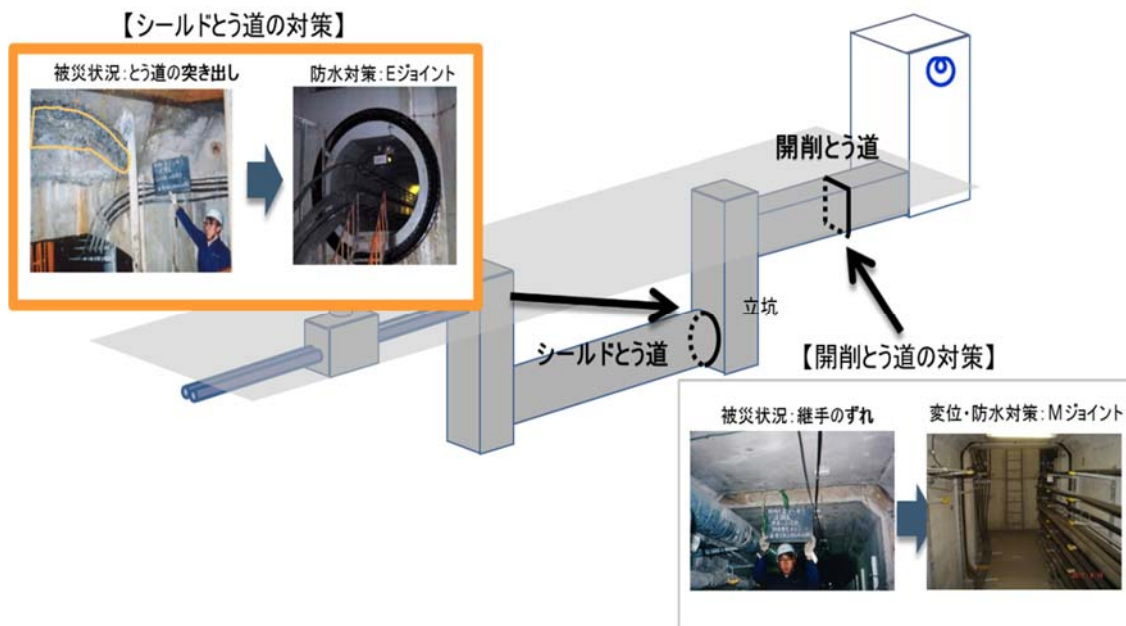 【シールドとう道の対策】
被災状況：とう道の突き出し
防水対策：Eジョイント
開削とう道
立坑
シールドとう道
【開削とう道の対策】
被災状況：継手のずれ
変位・防水対策：Mジョイント